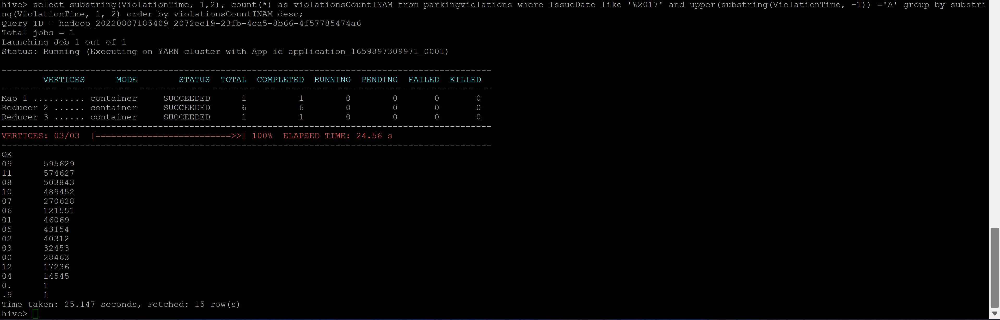 hive> select substring(ViolationTime, 1,2), count(*) as violationsCountINAM from parkingviolations where IssueDate like '%2017' and upper(substring(ViolationTime, -1)) ='A' group by substri
ng(ViolationTime, 1, 2) order by violationsCountINAM desc;
Query ID = hadoop_20220807185409_2072ee19-23fb-4ca5-8b66-4f57785474a6
Total jobs = 1
Launching Job 1 out of 1
Status: Running (Executing on YARN cluster with App id application_1659897309971_0001)
----------------------------------------------------------------------------------------------
        VERTICES      MODE        STATUS  TOTAL  COMPLETED  RUNNING  PENDING  FAILED  KILLED
----------------------------------------------------------------------------------------------
Map 1 .......... container     SUCCEEDED      1          1        0        0       0       0
Reducer 2 ...... container     SUCCEEDED      6          6        0        0       0       0
Reducer 3 ...... container     SUCCEEDED      1          1        0        0       0       0
----------------------------------------------------------------------------------------------
VERTICES: 03/03  [==========================>>] 100%  ELAPSED TIME: 24.56 s
----------------------------------------------------------------------------------------------
OK
09      595629
11      574627
08      503843
10      489452
07      270628
06      121551
01      46069
05      43154
02      40312
03      32453
00      28463
12      17236
04      14545
0.      1
.9      1
Time taken: 25.147 seconds, Fetched: 15 row(s)
hive>